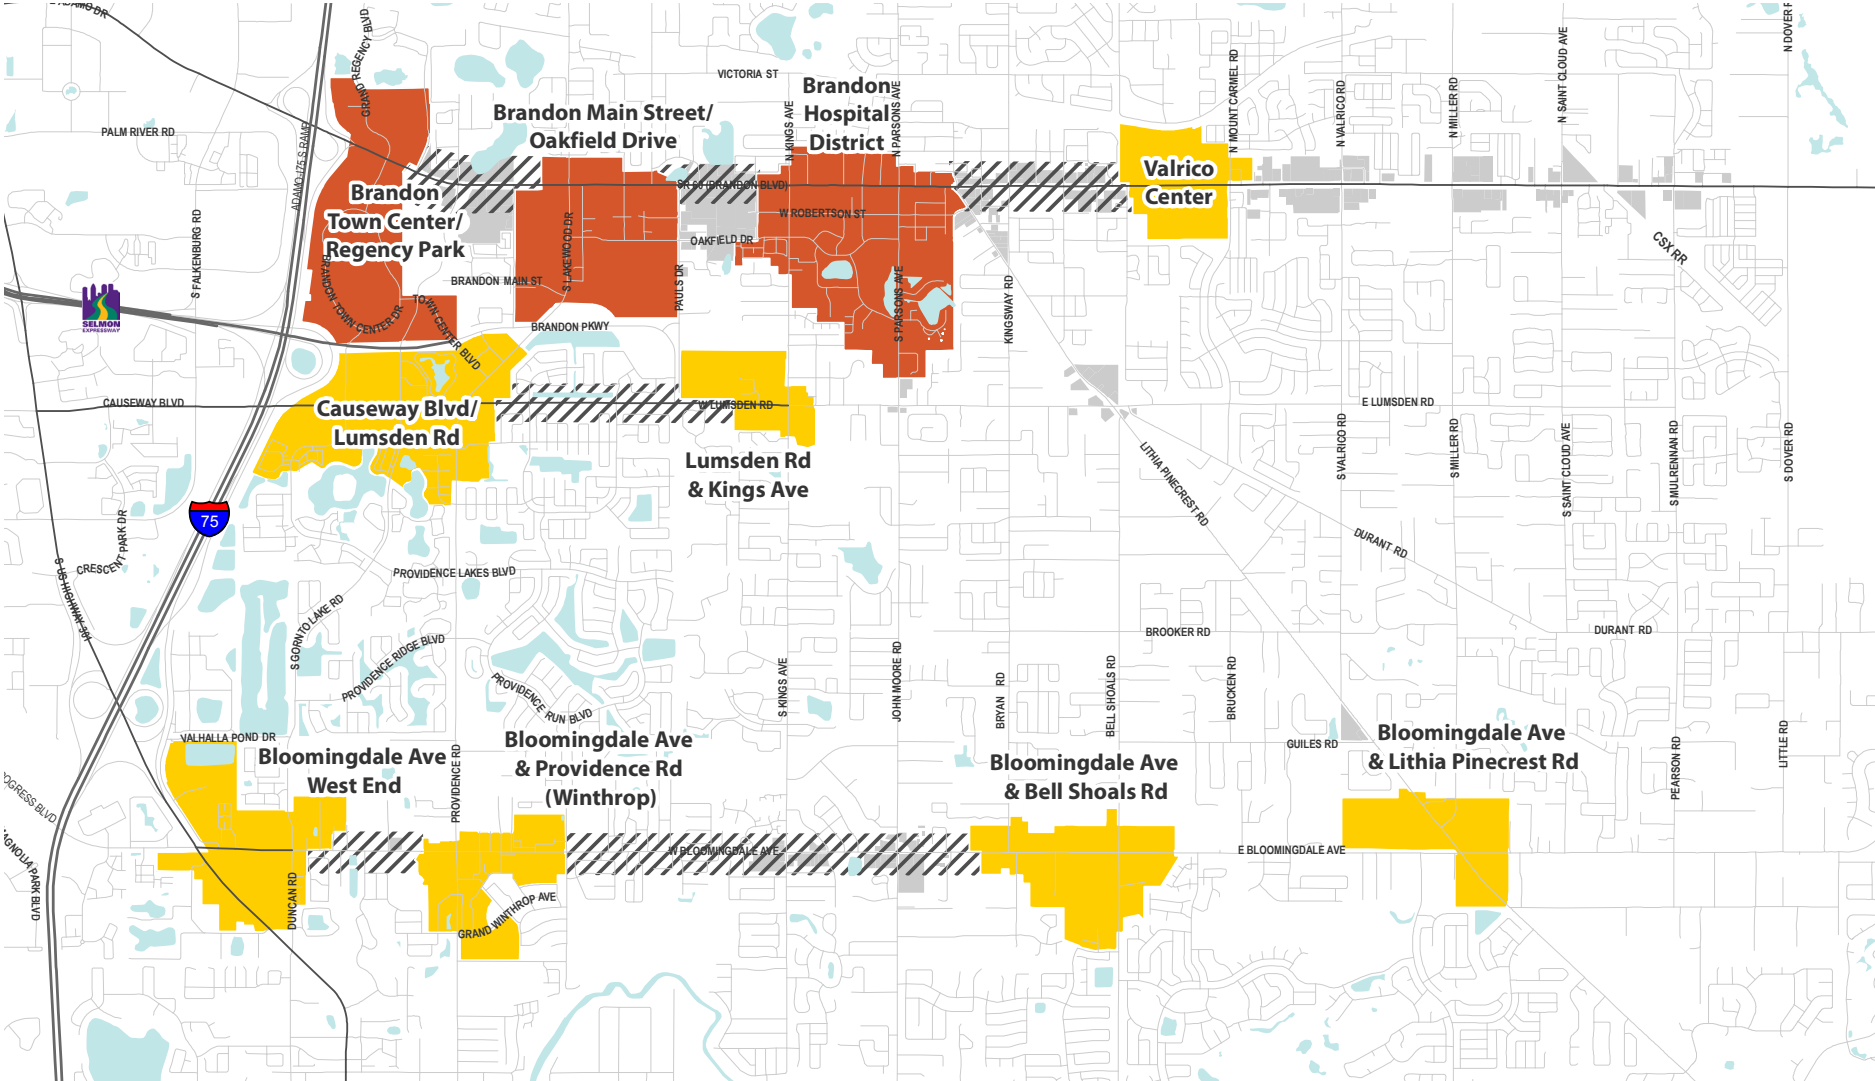 E ADAMO DR
GRAND REGENCY BLVD
N MOUNT CARMEL RD
N VALRICO RD
N MILLER RD
N SAINT CLOUD AVE
N DOVER R
VICTORIA ST
PALM RIVER RD
ADAMO-I75 S RAMP
Brandon Main Street/
Oakfield Drive
N KINGS AVE
Brandon
Hospital
District
N PARSONS AVE
Valrico
Center
Brandon
Town Center/
Regency Park
SR 60 (BRANDON BLVD)
W ROBERTSON ST
OAKFIELD DR
S FALKENBURG RD
S LAKEWOOD DR
BRANDON MAIN ST
PAULS DR
S PARSONS AVE
KINGSWAY RD
CSX RR
SELMON
EXPRESSWAY
BRANDON TOWN CENTER DR
TOWN CENTER BLVD
BRANDON PKWY
CAUSEWAY BLVD
Causeway Blvd/
Lumsden Rd
W LUMSDEN RD
E LUMSDEN RD
Lumsden Rd
& Kings Ave
LITHIA PINECREST RD
S VALRICO RD
S MILLER RD
S SAINT CLOUD AVE
S MULRENNAN RD
S DOVER RD
75
CRESCENT PARK DR
S US HIGHWAY 301
DURANT RD
PROVIDENCE LAKES BLVD
S GORNTO LAKE RD
PROVIDENCE RIDGE BLVD
PROVIDENCE RUN BLVD
BROOKER RD
DURANT RD
S KINGS AVE
JOHN MOORE RD
BRYAN RD
BELL SHOALS RD
BRUCKEN RD
GUILES RD
PEARSON RD
LITTLE RD
VALHALLA POND DR
Bloomingdale Ave
West End
PROVIDENCE RD
Bloomingdale Ave
& Providence Rd
(Winthrop)
Bloomingdale Ave
& Bell Shoals Rd
Bloomingdale Ave
& Lithia Pinecrest Rd
OGRESS BLVD
AGNOLIA PARK BLVD
W BLOOMINGDALE AVE
E BLOOMINGDALE AVE
DUNCAN RD
GRAND WINTHROP AVE